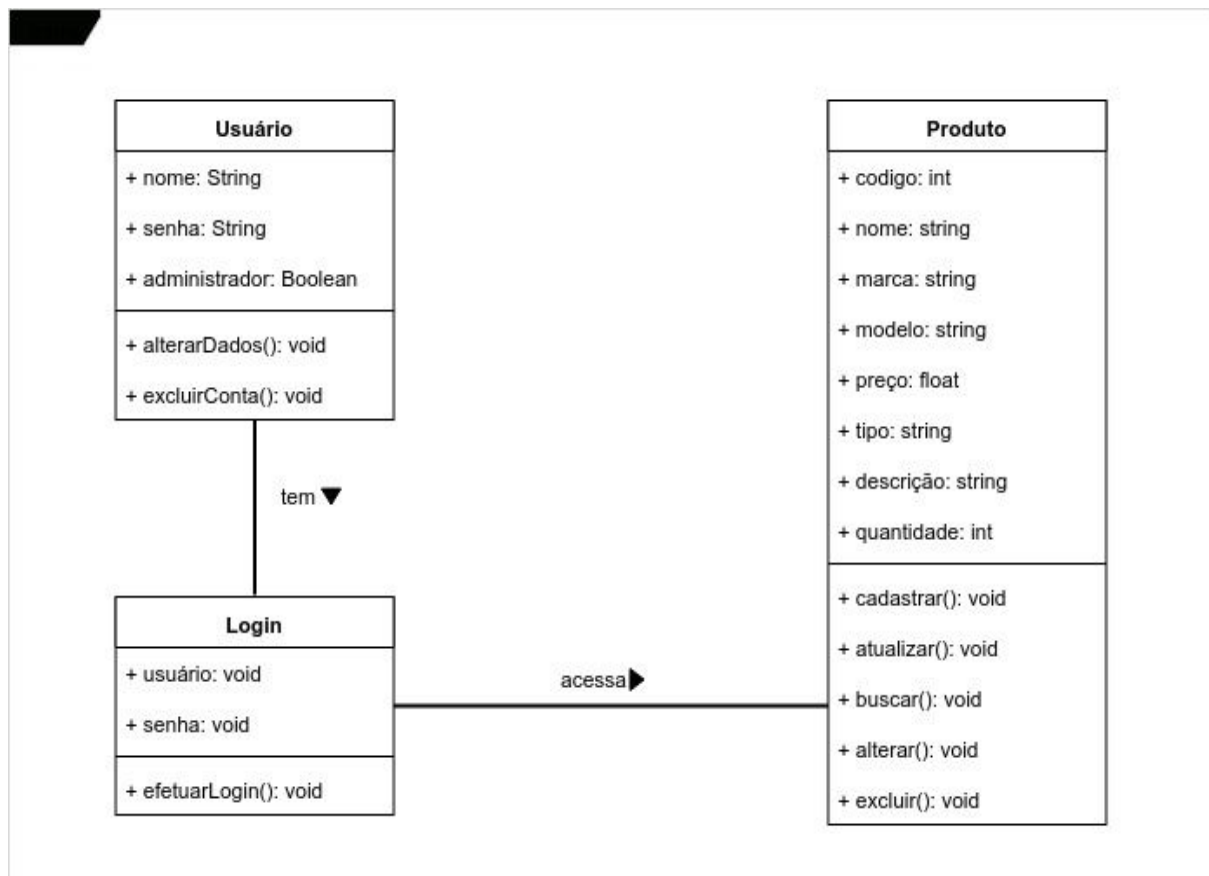 Usuário
+ nome: String
+ senha: String
+ administrador: Boolean
+ alterarDados(): void
+ excluirConta(): void
tem
Login
+ usuário: void
+ senha: void
+ efetuarLogin(): void
acessa
Produto
+ codigo: int
+ nome: string
+ marca: string
+ modelo: string
+ preço: float
+ tipo: string
+ descrição: string
+ quantidade: int
+ cadastrar(): void
+ atualizar(): void
+ buscar(): void
+ alterar(): void
+ excluir(): void